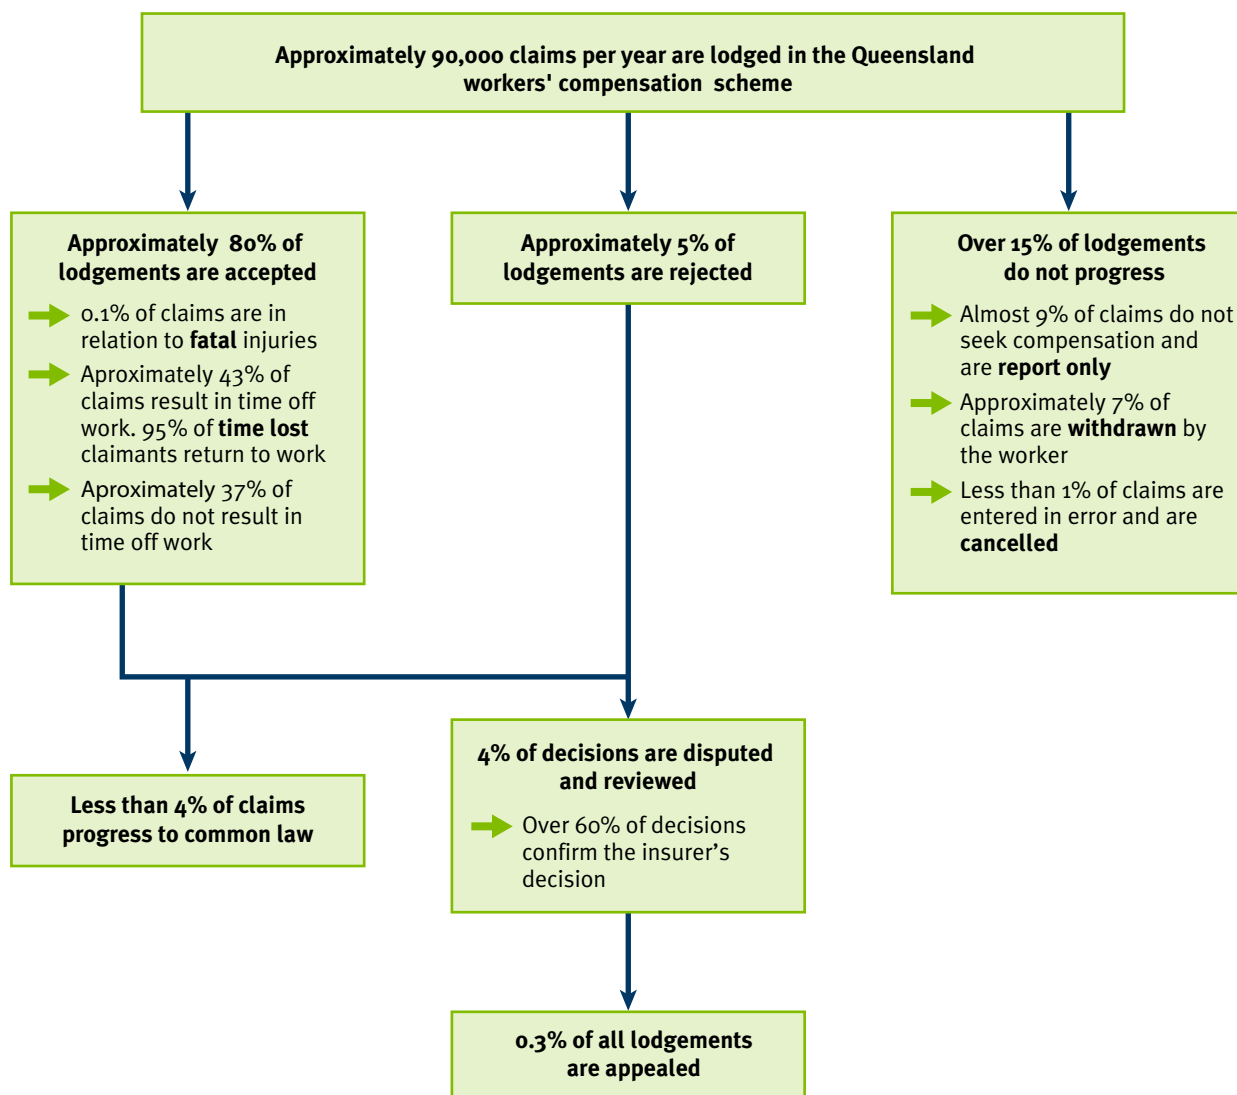 Approximately 90,000 claims per year are lodged in the Queensland
workers' compensation scheme
Approximately 80% of
lodgements are accepted
0.1% of claims are in
relation to fatal injuries
Aproximately 43% of
claims result in time off
work. 95% of time lost
claimants return to work
Aproximately 37% of
claims do not result in
time off work
Approximately 5% of
lodgements are rejected
Over 15% of lodgements
do not progress
Almost 9% of claims do not
seek compensation and
are report only
Approximately 7% of
claims are withdrawn by
the worker
Less than 1% of claims are
entered in error and are
cancelled
Less than 4% of claims
progress to common law
4% of decisions are disputed
and reviewed
Over 60% of decisions
confirm the insurer’s
decision
0.3% of all lodgements
are appealed